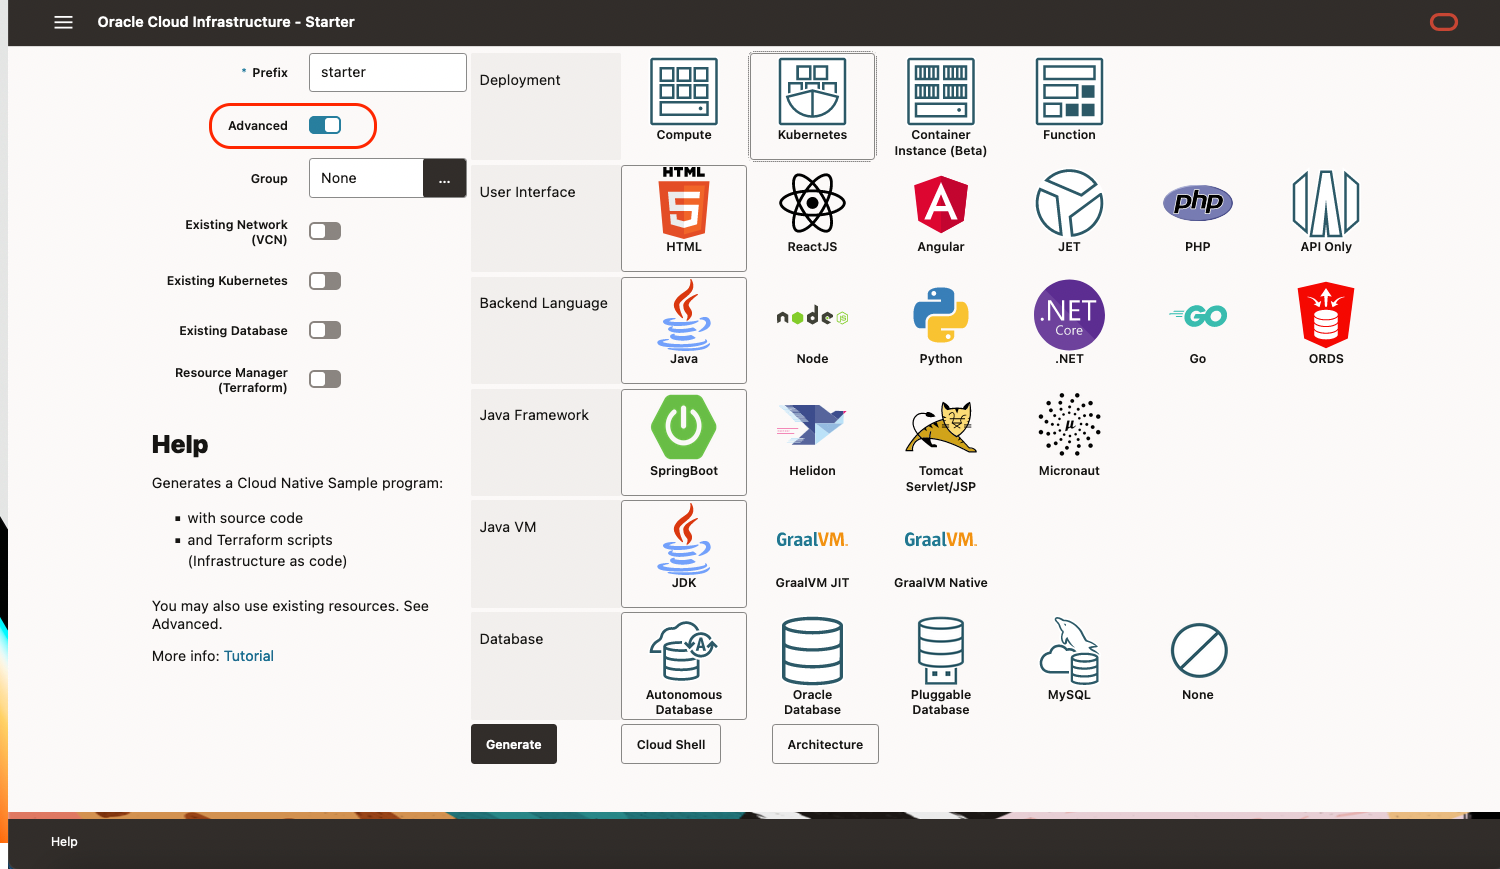 Oracle Cloud Infrastructure - Starter
* Prefix
starter
Advanced
Group
None
...
Existing Network
(VCN)
Existing Kubernetes
Existing Database
Resource Manager
(Terraform)
Help
Generates a Cloud Native Sample program:
▪ with source code
▪ and Terraform scripts
(Infrastructure as code)
You may also use existing resources. See
Advanced.
More info: Tutorial
Deployment
Compute
Kubernetes
Container
Instance (Beta)
Function
User Interface
HTML
5
HTML
ReactJS
A
Angular
JET
php
PHP
API Only
Backend Language
Java
node
JS
Node
Python
.NET
Core
.NET
GO
Go
ORDS
Java Framework
SpringBoot
Helidon
Tomcat
Servlet/JSP
μ
Micronaut
Java VM
JDK
GraalVM.
GraalVM JIT
GraalVM.
GraalVM Native
Database
A
Autonomous
Database
Oracle
Database
Pluggable
Database
MySQL
None
Generate
Cloud Shell
Architecture
Help